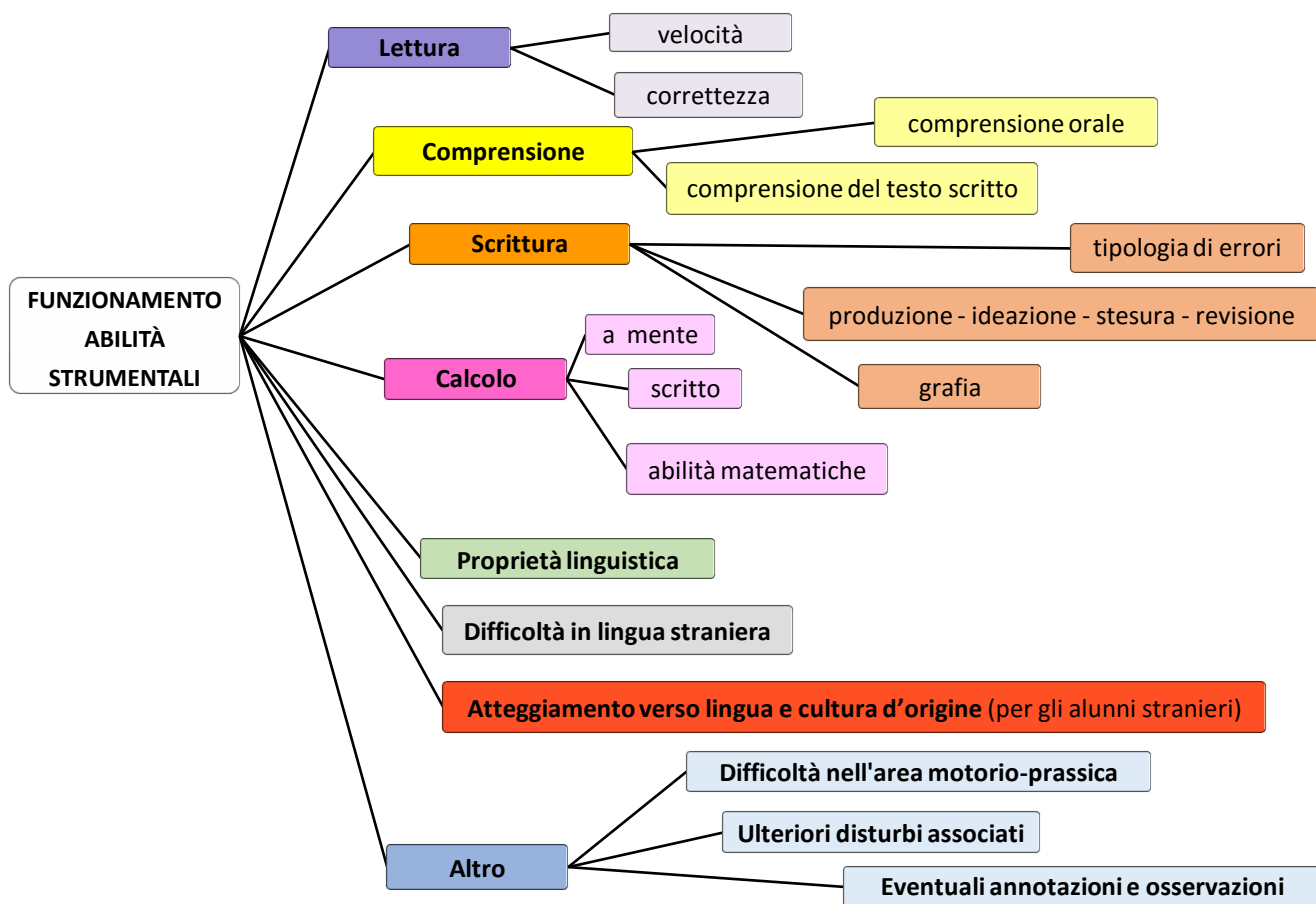 Lettura
velocità
correttezza
Comprensione
comprensione orale
comprensione del testo scritto
Scrittura
tipologia di errori
produzione - ideazione - stesura - revisione
grafia
FUNZIONAMENTO
ABILITÀ
STRUMENTALI
Calcolo
a mente
scritto
abilità matematiche
Proprietà linguistica
Difficoltà in lingua straniera
Atteggiamento verso lingua e cultura d’origine (per gli alunni stranieri)
Altro
Difficoltà nell'area motorio-prassica
Ulteriori disturbi associati
Eventuali annotazioni e osservazioni